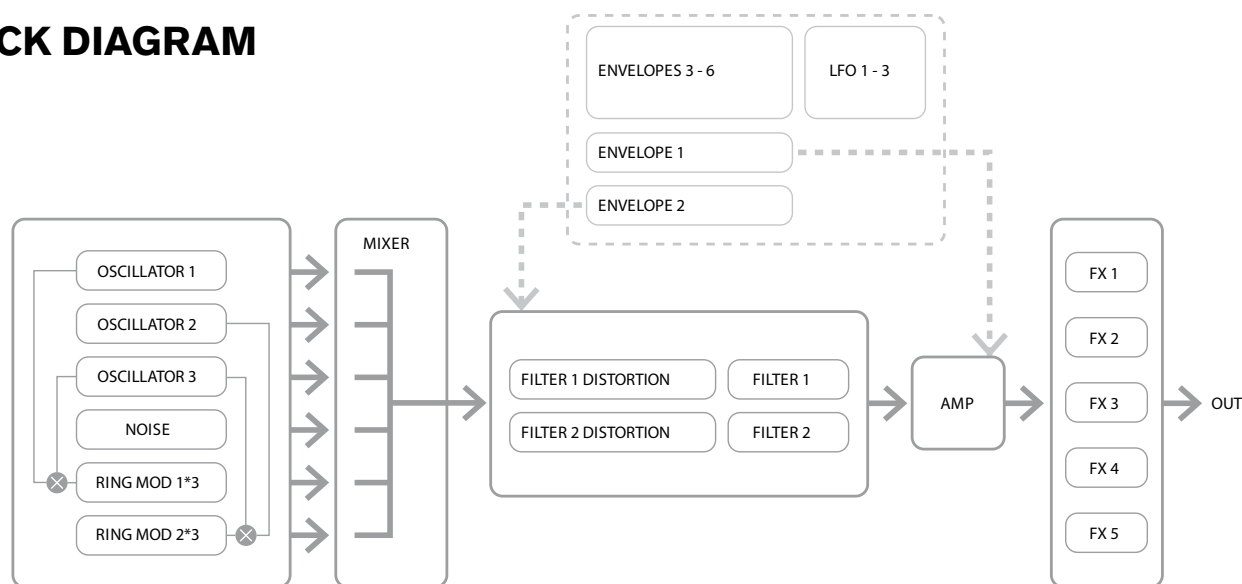 CK DIAGRAM
ENVELOPES 3 - 6
LFO 1 - 3
ENVELOPE 1
ENVELOPE 2
OSCILLATOR 1
OSCILLATOR 2
OSCILLATOR 3
NOISE
RING MOD 1*3
RING MOD 2*3
MIXER
FILTER 1 DISTORTION
FILTER 1
FILTER 2 DISTORTION
FILTER 2
AMP
FX 1
FX 2
FX 3
FX 4
FX 5
OUT